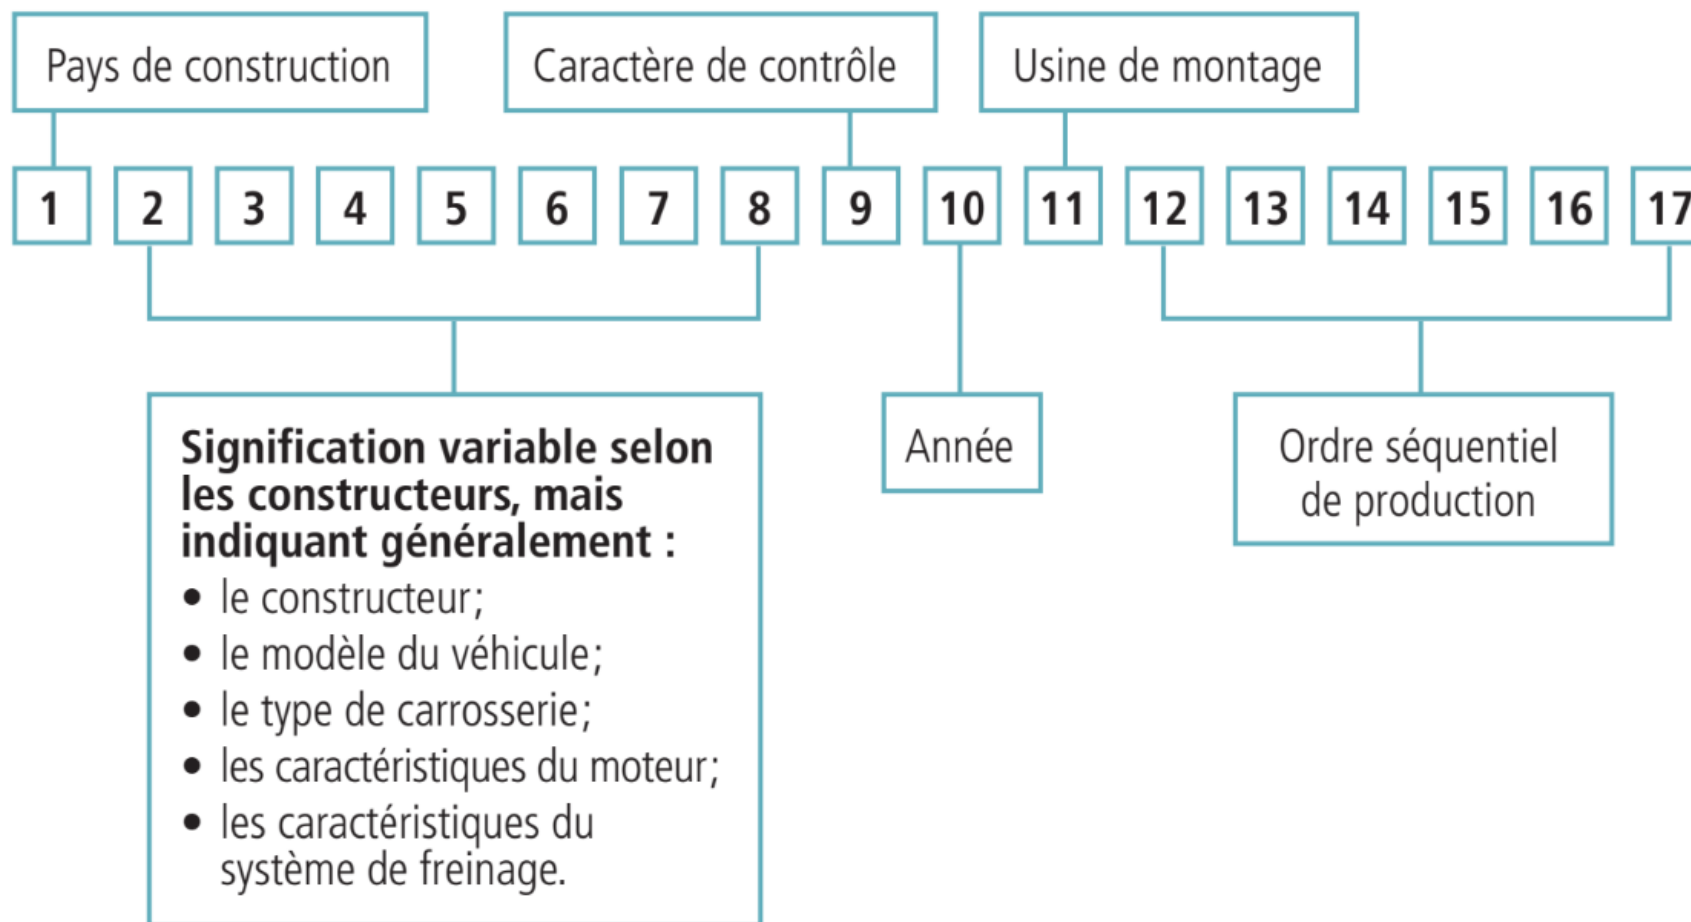 Pays de construction
Caractère de contrôle
Usine de montage
1 2 3 4 5 6 7 8 9 10 11 12 13 14 15 16 17
Signification variable selon
les constructeurs, mais
indiquant généralement :
• le constructeur;
• le modèle du véhicule;
• le type de carrosserie;
• les caractéristiques du moteur;
• les caractéristiques du
système de freinage.
Année
Ordre séquentiel
de production